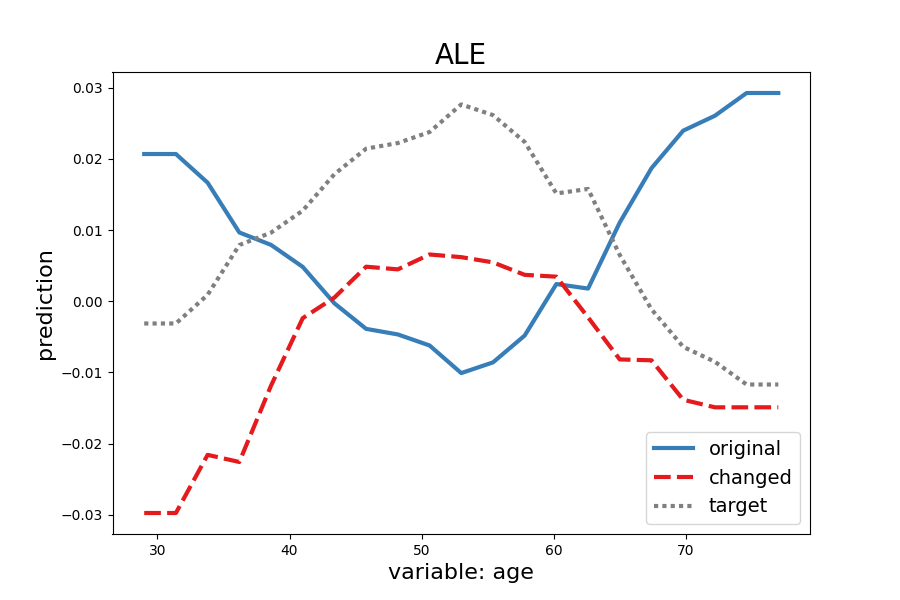 ALE
prediction
0.03
0.02
0.01
0.00
−0.01
−0.02
−0.03
30
40
50
60
70
variable: age
original
changed
target